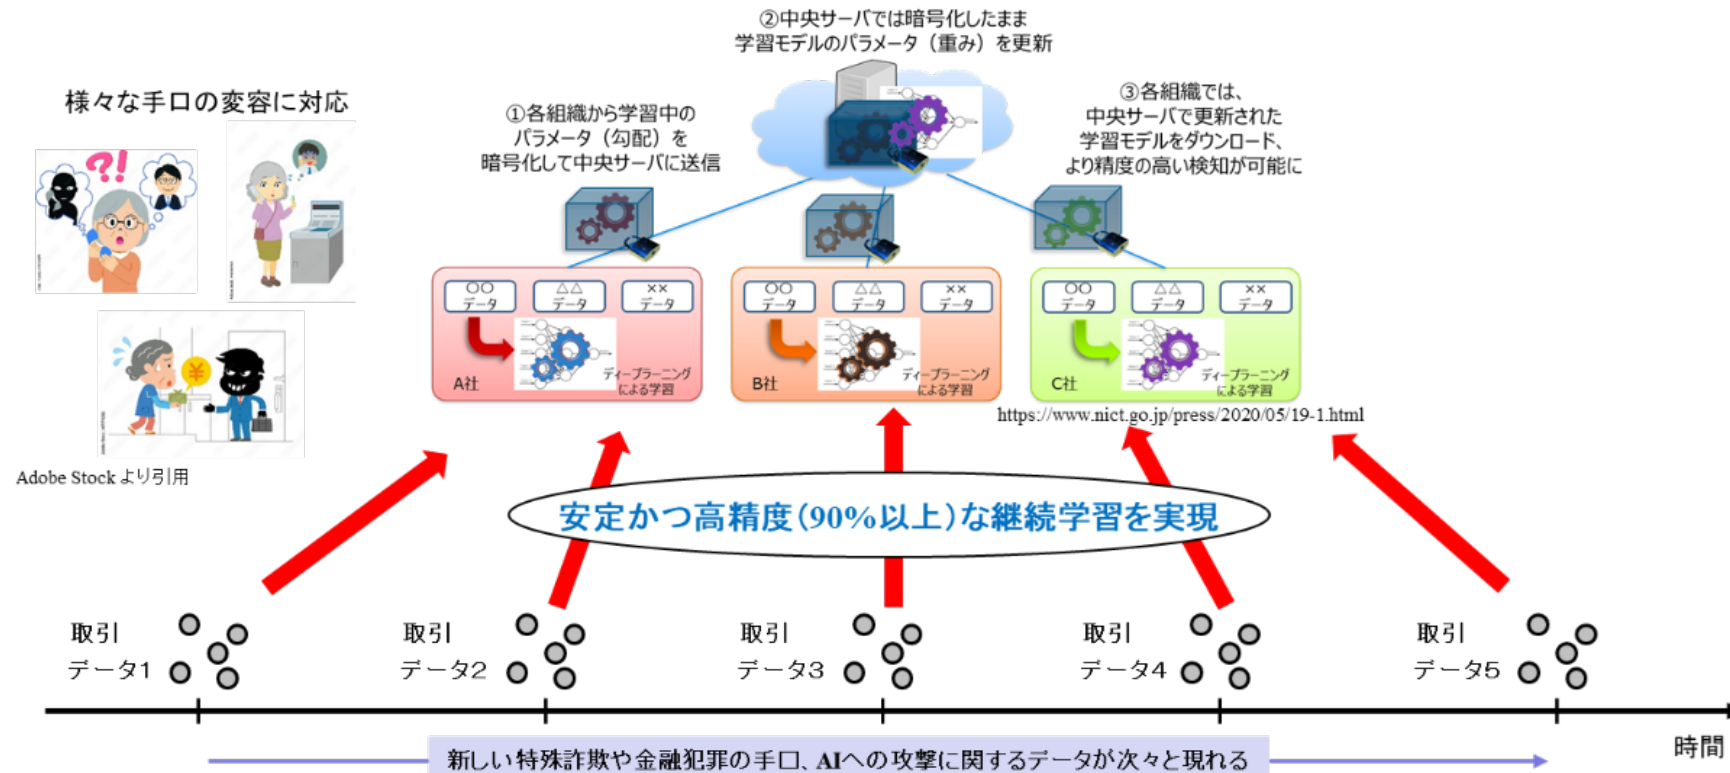 ②中央サーバでは暗号化したまま
学習モデルのパラメータ（重み）を更新
様々な手口の変容に対応
①各組織から学習中の
パラメータ（勾配）を
暗号化して中央サーバに送信
③各組織では、
中央サーバで更新された
学習モデルをダウンロード、
より精度の高い検知が可能に
?!
¥
〇〇
データ
△△
データ
××
データ
A社
ディープラーニング
による学習
〇〇
データ
△△
データ
××
データ
B社
ディープラーニング
による学習
〇〇
データ
△△
データ
××
データ
C社
ディープラーニング
による学習
https://www.nict.go.jp/press/2020/05/19-1.html
Adobe Stock より引用
安定かつ高精度（90%以上）な継続学習を実現
取引
データ1
取引
データ2
取引
データ3
取引
データ4
取引
データ5
時間
新しい特殊詐欺や金融犯罪の手口、AIへの攻撃に関するデータが次々と現れる